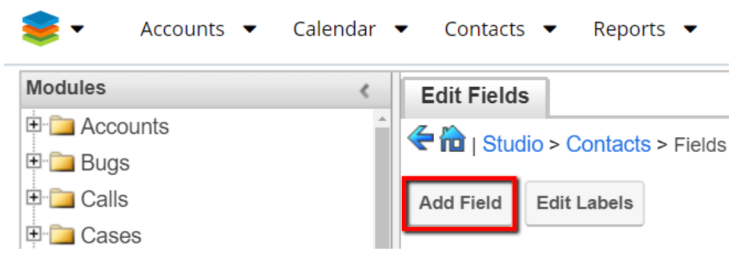 Accounts Calendar Contacts Reports
Modules
Accounts
Bugs
Calls
Cases
Edit Fields
| Studio > Contacts > Fields
Add Field Edit Labels